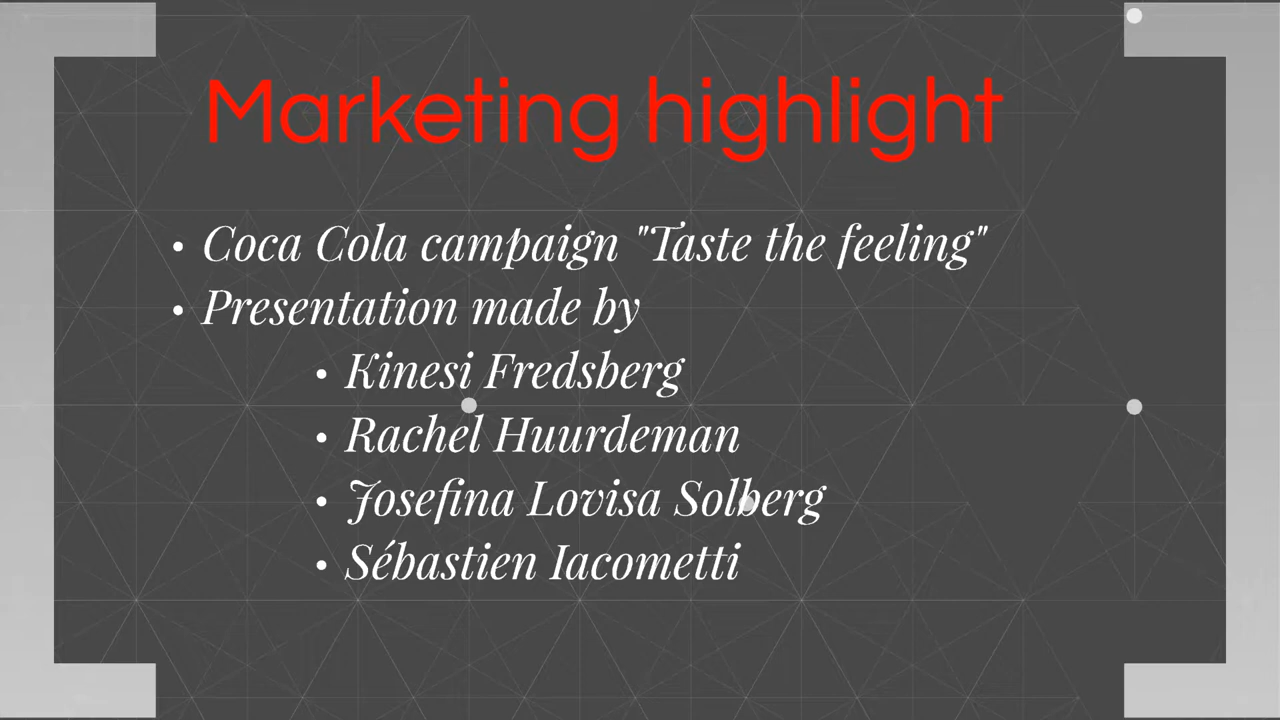 Marketing highlight
• Coca Cola campaign "Taste the feeling"
• Presentation made by
• Kinesi Fredsberg
• Rachel Huurdeman
• Josefina Lovisa Solberg
• Sébastien Iacometti